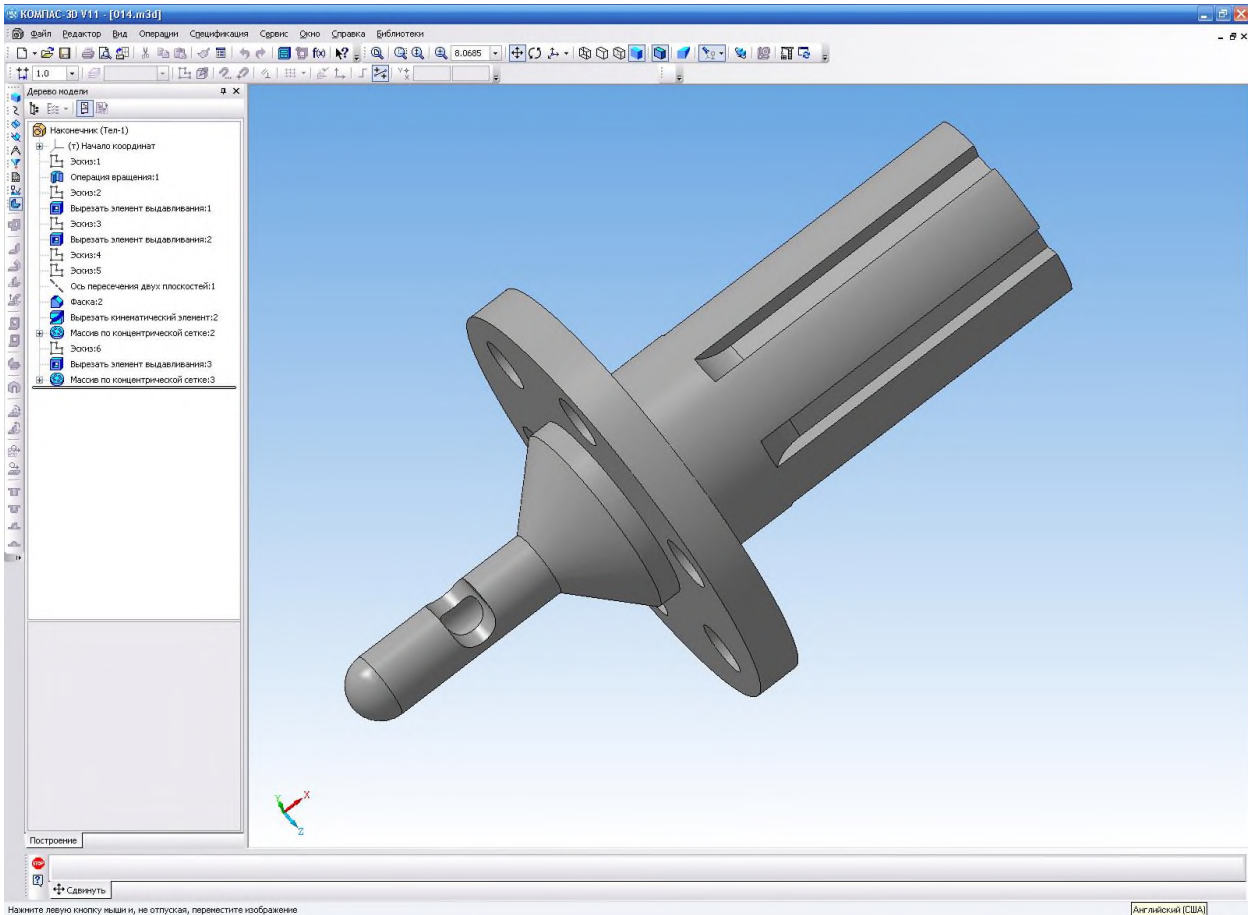 КОМПАС-3D V11 - [014.m3d]
Файл Редактор Вид Операции Спецификация Сервис Окно Справка Библиотеки
8.0685
1.0
Дерево модели
Наконечник (Тел-1)
(т) Начало координат
Эскиз:1
Операция вращения:1
Эскиз:2
Вырезать элемент выдавливания:1
Эскиз:3
Вырезать элемент выдавливания:2
Эскиз:4
Эскиз:5
Ось пересечения двух плоскостей:1
Фаска:2
Вырезать кинематический элемент:2
Массив по концентрической сетке:2
Эскиз:6
Вырезать элемент выдавливания:3
Массив по концентрической сетке:3
Y X
Z
Построение
STOP
Сдвинуть
Нажмите левую кнопку мыши и, не отпуская, переместите изображение
Английский (США)